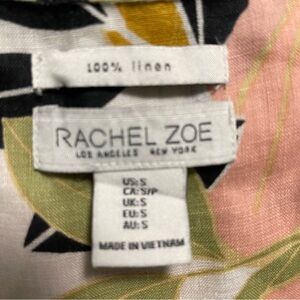 100% linen
RACHEL ZOE
LOS ANGELES NEW YORK
US: S
CA: S/P
UK: S
EU: S
AU: S
MADE IN VIETNAM